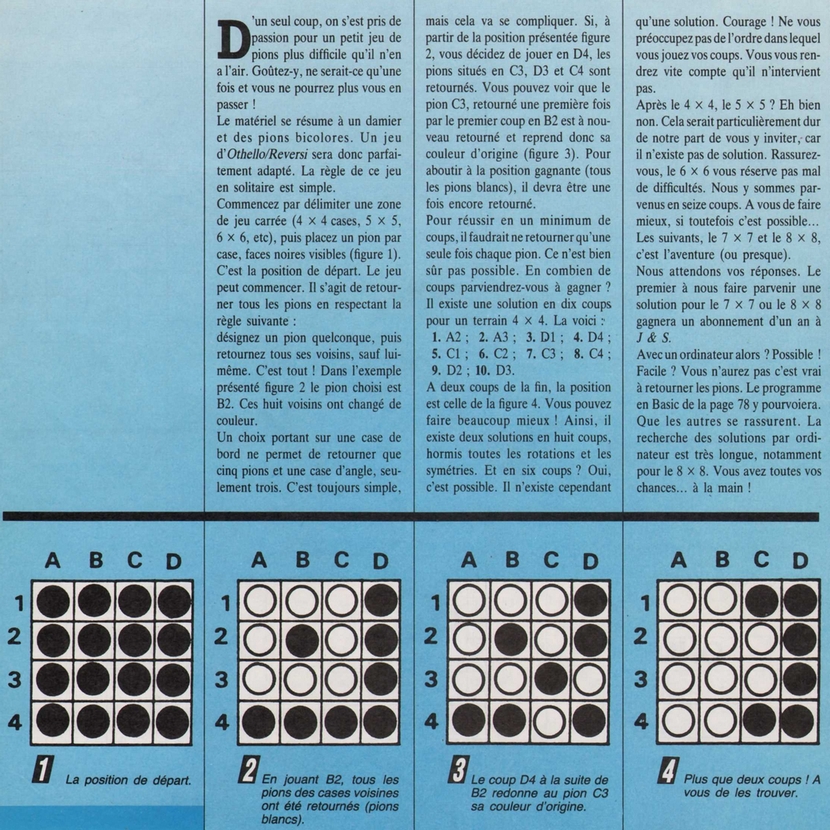 D'un seul coup, on s'est pris de
passion pour un petit jeu de
pions plus difficile qu'il n'en
a l'air. Goûtez-y, ne serait-ce qu'une
fois et vous ne pourrez plus vous en
passer !
Le matériel se résume à un damier
et des pions bicolores. Un jeu
d'Othello/Reversi sera donc parfai-
tement adapté. La règle de ce jeu
en solitaire est simple.
Commencez par délimiter une zone
de jeu carrée (4 × 4 cases, 5 × 5,
6 × 6, etc), puis placez un pion par
case, faces noires visibles (figure 1).
C'est la position de départ. Le jeu
peut commencer. Il s'agit de retour-
ner tous les pions en respectant la
règle suivante :
désignez un pion quelconque, puis
retournez tous ses voisins, sauf lui-
même. C'est tout ! Dans l'exemple
présenté figure 2 le pion choisi est
B2. Ces huit voisins ont changé de
couleur.
Un choix portant sur une case de
bord ne permet de retourner que
cinq pions et une case d'angle, seu-
lement trois. C'est toujours simple,
mais cela va se compliquer. Si, à
partir de la position présentée figure
2, vous décidez de jouer en D4, les
pions situés en C3, D3 et C4 sont
retournés. Vous pouvez voir que le
pion C3, retourné une première fois
par le premier coup en B2 est à nou-
veau retourné et reprend donc sa
couleur d'origine (figure 3). Pour
aboutir à la position gagnante (tous
les pions blancs), il devra être une
fois encore retourné.
Pour réussir en un minimum de
coups, il faudrait ne retourner qu'une
seule fois chaque pion. Ce n'est bien
sûr pas possible. En combien de
coups parviendrez-vous à gagner ?
Il existe une solution en dix coups
pour un terrain 4 × 4. La voici :
1. A2 ; 2. A3 ; 3. D1 ; 4. D4 ;
5. C1 ; 6. C2 ; 7. C3 ; 8. C4 ;
9. D2 ; 10. D3.
A deux coups de la fin, la position
est celle de la figure 4. Vous pouvez
faire beaucoup mieux ! Ainsi, il
existe deux solutions en huit coups,
hormis toutes les rotations et les
symétries. Et en six coups ? Oui,
c'est possible. Il n'existe cependant
qu'une solution. Courage ! Ne vous
préoccupez pas de l'ordre dans lequel
vous jouez vos coups. Vous vous ren-
drez vite compte qu'il n'intervient
pas.
Après le 4 × 4, le 5 × 5 ? Eh bien
non. Cela serait particulièrement dur
de notre part de vous y inviter, car
il n'existe pas de solution. Rassurez-
vous, le 6 × 6 vous réserve pas mal
de difficultés. Nous y sommes par-
venus en seize coups. A vous de faire
mieux, si toutefois c'est possible...
Les suivants, le 7 × 7 et le 8 × 8,
c'est l'aventure (ou presque).
Nous attendons vos réponses. Le
premier à nous faire parvenir une
solution pour le 7 × 7 ou le 8 × 8
gagnera un abonnement d'un an à
J & S.
Avec un ordinateur alors ? Possible !
Facile ? Vous n'aurez pas c'est vrai
à retourner les pions. Le programme
en Basic de la page 78 y pourvoiera.
Que les autres se rassurent. La
recherche des solutions par ordi-
nateur est très longue, notamment
pour le 8 × 8. Vous avez toutes vos
chances... à la main !
A B C D
1
2
3
4
1 La position de départ.
A B C D
1
2
3
4
2 En jouant B2, tous les
pions des cases voisines
ont été retournés (pions
blancs).
A B C D
1
2
3
4
3 Le coup D4 à la suite de
B2 redonne au pion C3
sa couleur d'origine.
A B C D
1
2
3
4
4 Plus que deux coups ! A
vous de les trouver.